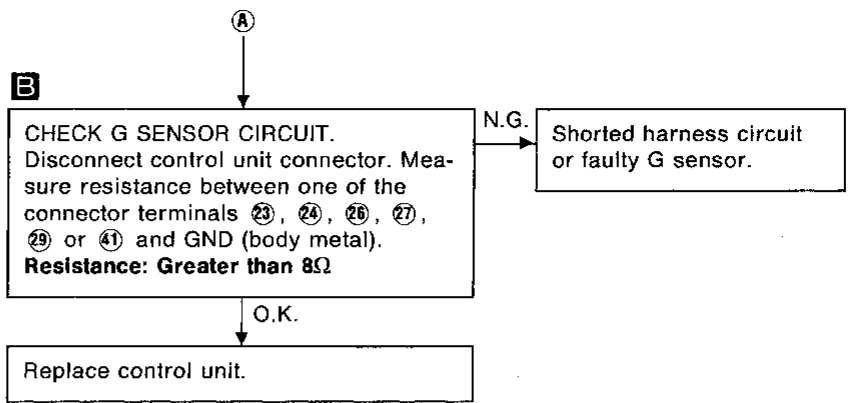 A
B
CHECK G SENSOR CIRCUIT.
Disconnect control unit connector. Mea-
sure resistance between one of the
connector terminals ㉓, ㉔, ㉖, ㉗,
㉙ or ㊶ and GND (body metal).
Resistance: Greater than 8Ω
N.G.
Shorted harness circuit
or faulty G sensor.
O.K.
Replace control unit.